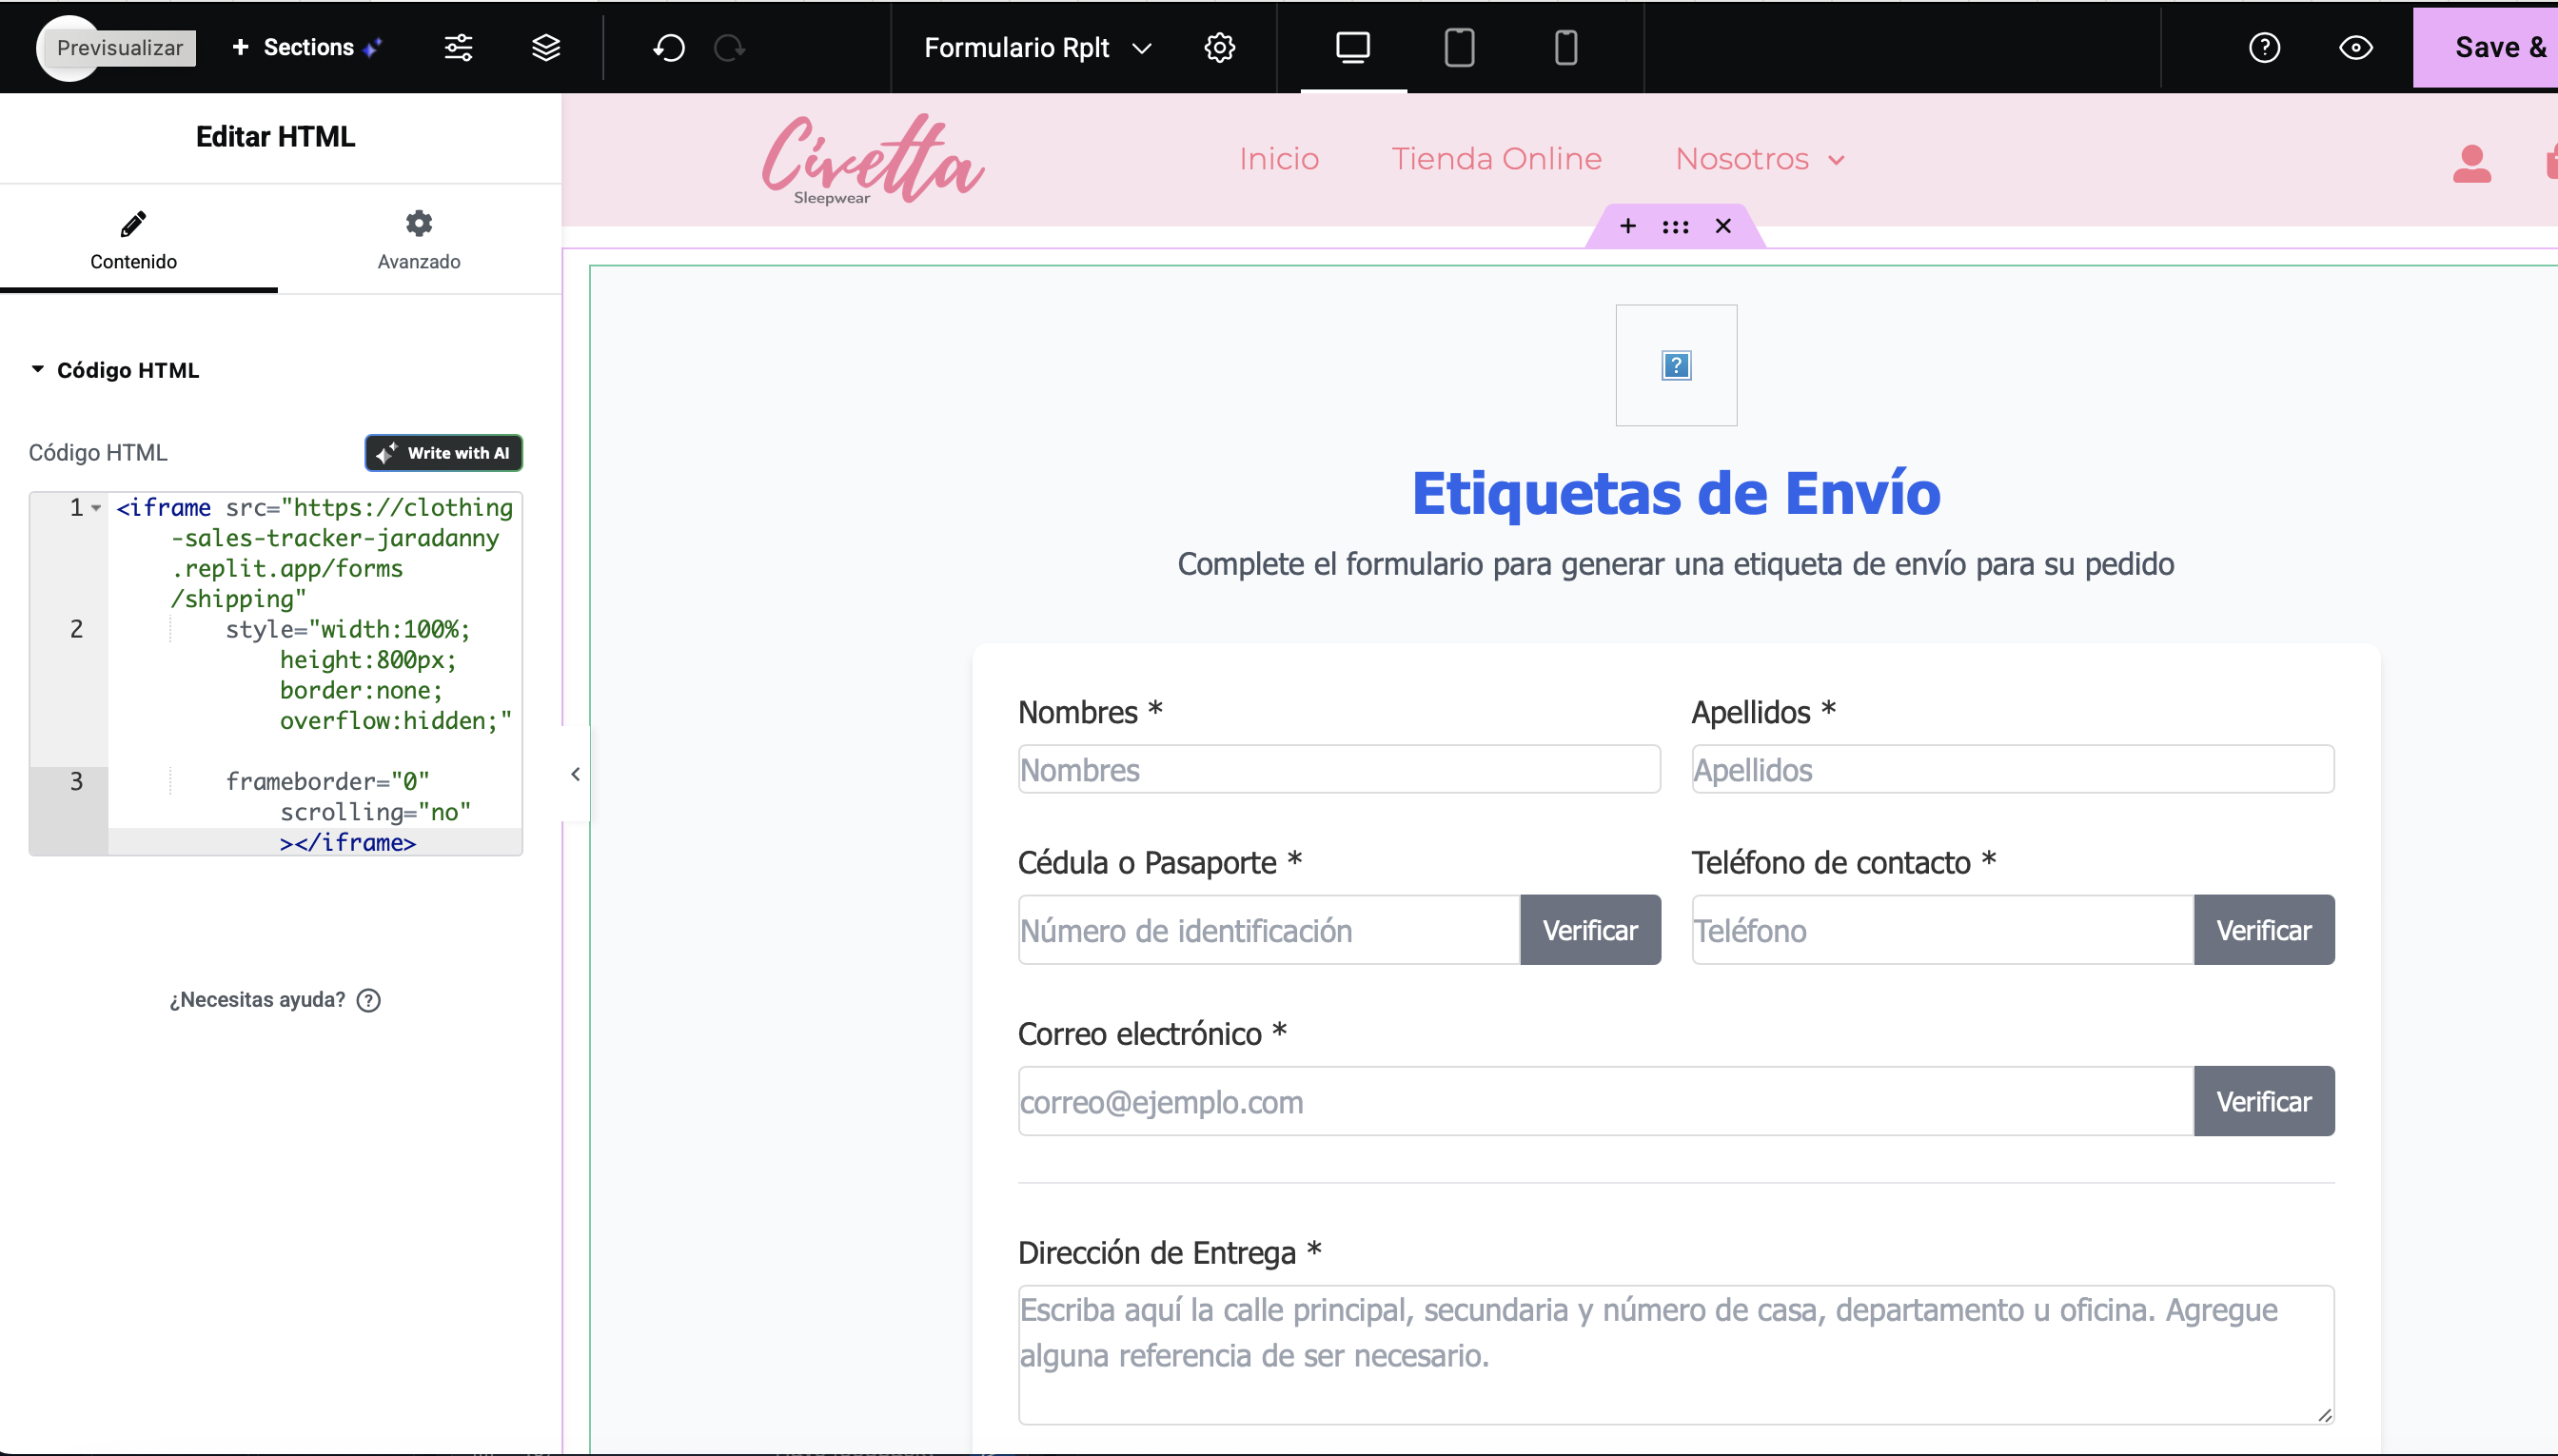 Previsualizar
+ Sections
Formulario Rplt
Save &
Editar HTML
Contenido
Avanzado
Código HTML
Código HTML
Write with AI
1 <iframe src="https://clothing
-sales-tracker-jaradanny
.replit.app/forms
/shipping"
2 style="width:100%;
height:800px;
border:none;
overflow:hidden;"
3 frameborder="0"
scrolling="no"
></iframe>
¿Necesitas ayuda? ?
Civetta
Sleepwear
Inicio
Tienda Online
Nosotros
Etiquetas de Envío
Complete el formulario para generar una etiqueta de envío para su pedido
Nombres *
Apellidos *
Nombres
Apellidos
Cédula o Pasaporte *
Teléfono de contacto *
Número de identificación
Verificar
Teléfono
Verificar
Correo electrónico *
correo@ejemplo.com
Verificar
Dirección de Entrega *
Escriba aquí la calle principal, secundaria y número de casa, departamento u oficina. Agregue
alguna referencia de ser necesario.